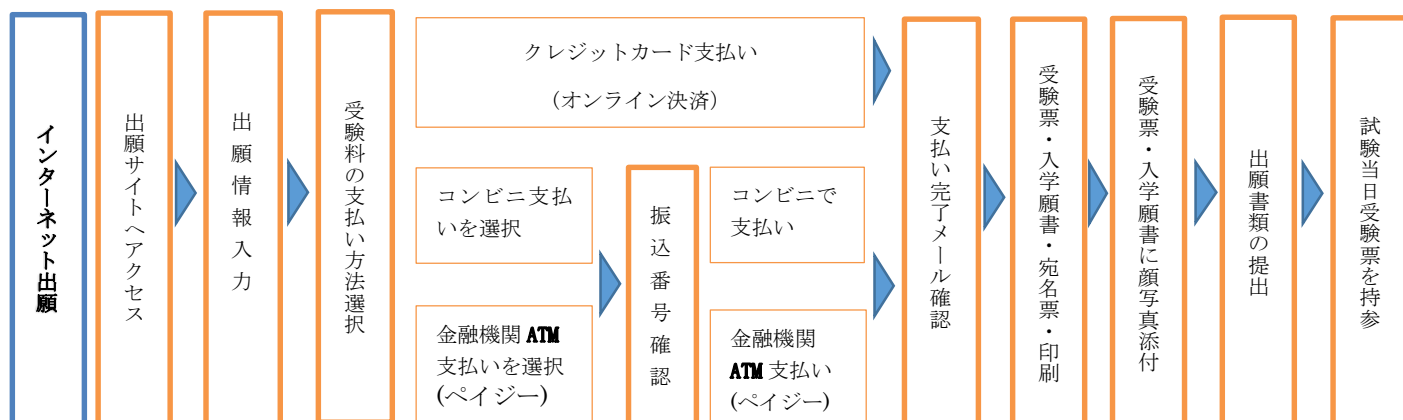 インターネット出願
出願サイトへアクセス
出願情報入力
受験料の支払い方法選択
クレジットカード支払い
（オンライン決済）
コンビニ支払
いを選択
金融機関 ATM
支払いを選択
(ペイジー)
振込番号確認
コンビニで
支払い
金融機関
ATM 支払い
(ペイジー)
支払い完了メール確認
受験票・入学願書・宛名票・印刷
受験票・入学願書に顔写真添付
出願書類の提出
試験当日受験票を持参